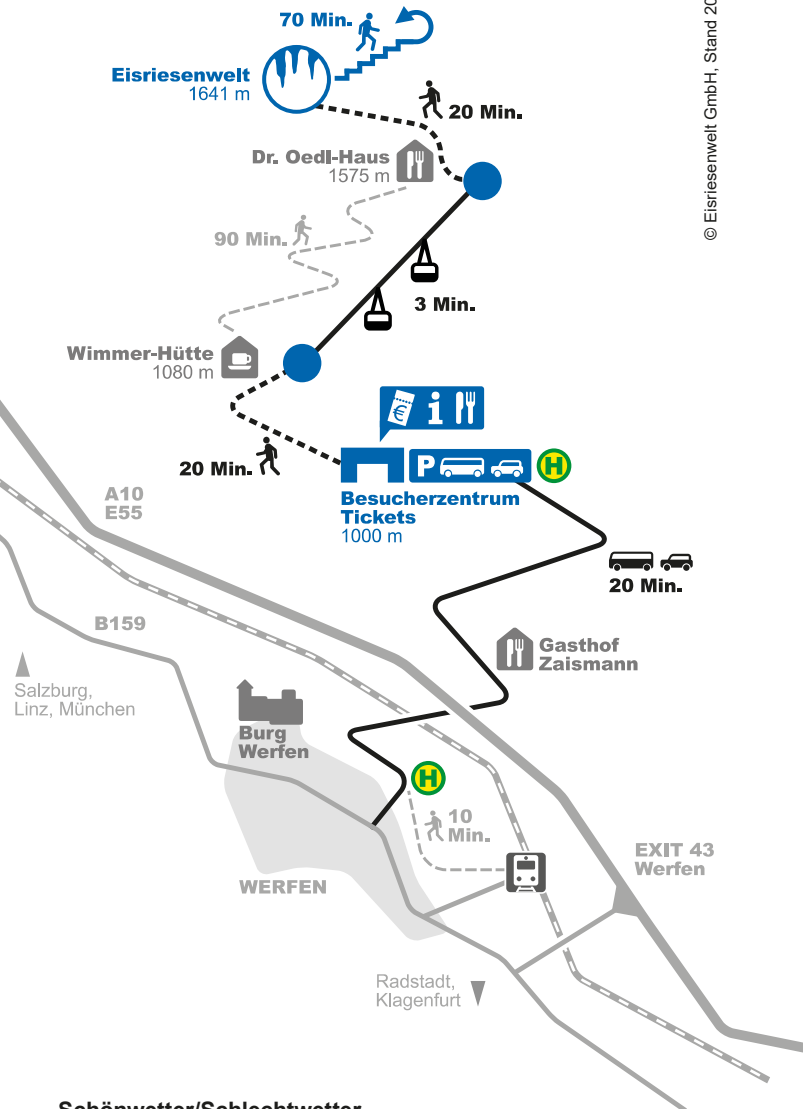 70 Min.
Eisriesenwelt
1641 m
20 Min.
© Eisriesenwelt GmbH, Stand 20
Dr. Oedl-Haus
1575 m
90 Min.
3 Min.
Wimmer-Hütte
1080 m
€ i
20 Min.
P
H
Besucherzentrum
Tickets
1000 m
A10
E55
20 Min.
B159
Gasthof
Zaismann
Salzburg,
Linz, München
Burg
Werfen
H
10
Min.
EXIT 43
Werfen
WERFEN
Radstadt,
Klagenfurt
Schönwetter/Schlechtwetter